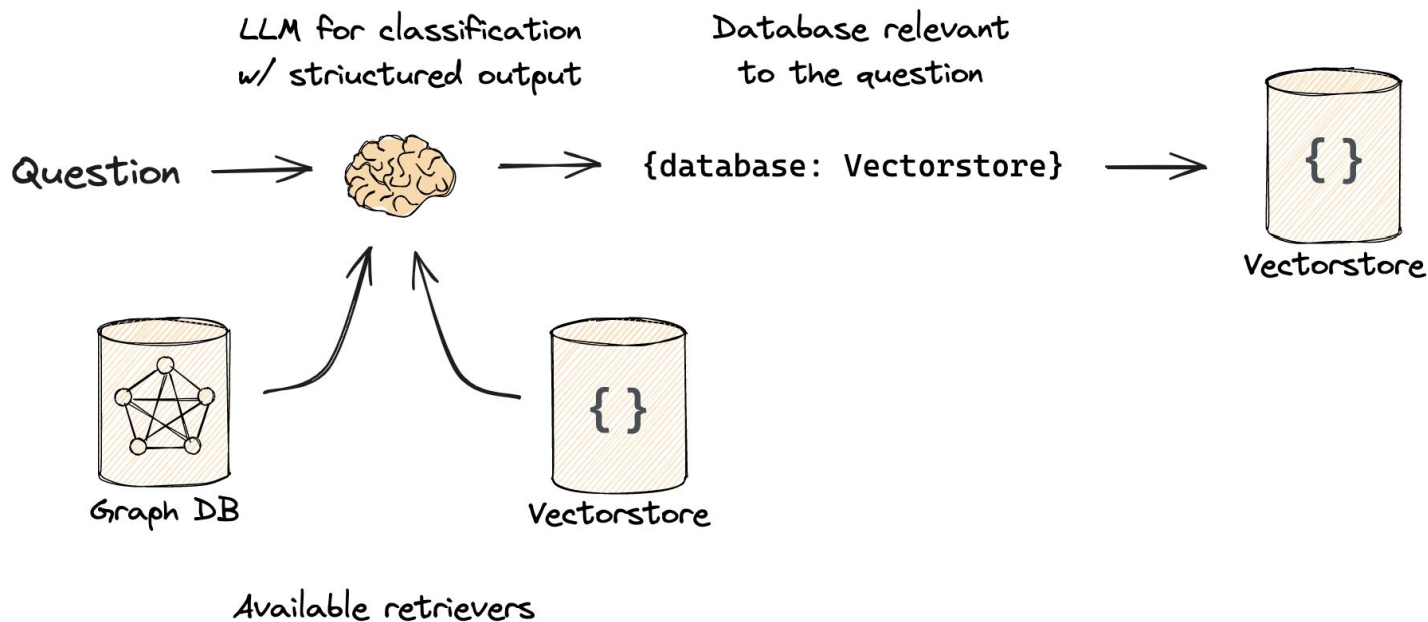 LLM for classification
w/ striuctured output
Database relevant
to the question
Question
{database: Vectorstore}
{ }
Vectorstore
{ }
Graph DB
Vectorstore
Available retrievers